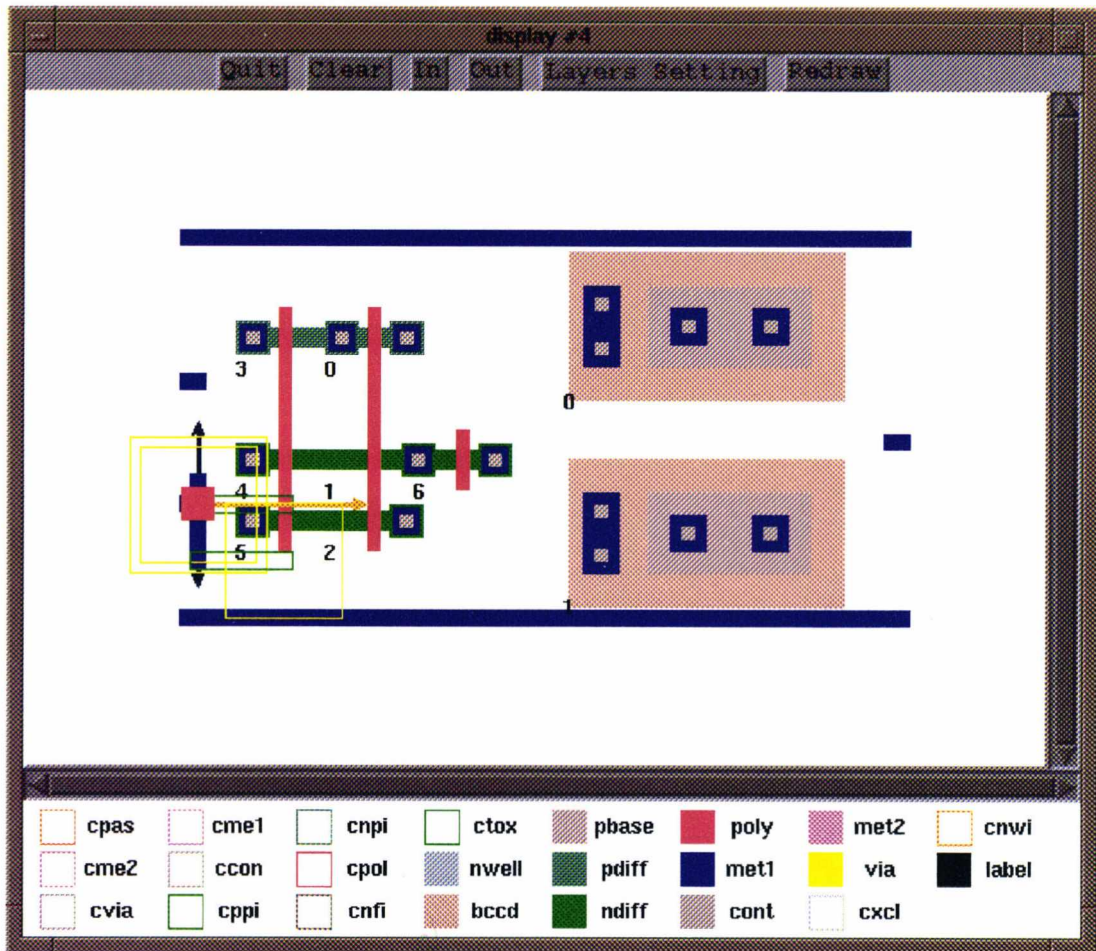 display #4
Quit Clear In Out Layers Setting Redraw
3 0
0
4 1 6
5 2
1
cpas cme1 cnpi ctox pbase poly met2 cnwi
cme2 ccon cpol nwell pdiff met1 via label
cvia cppi cnfi bccd ndiff cont cxcl